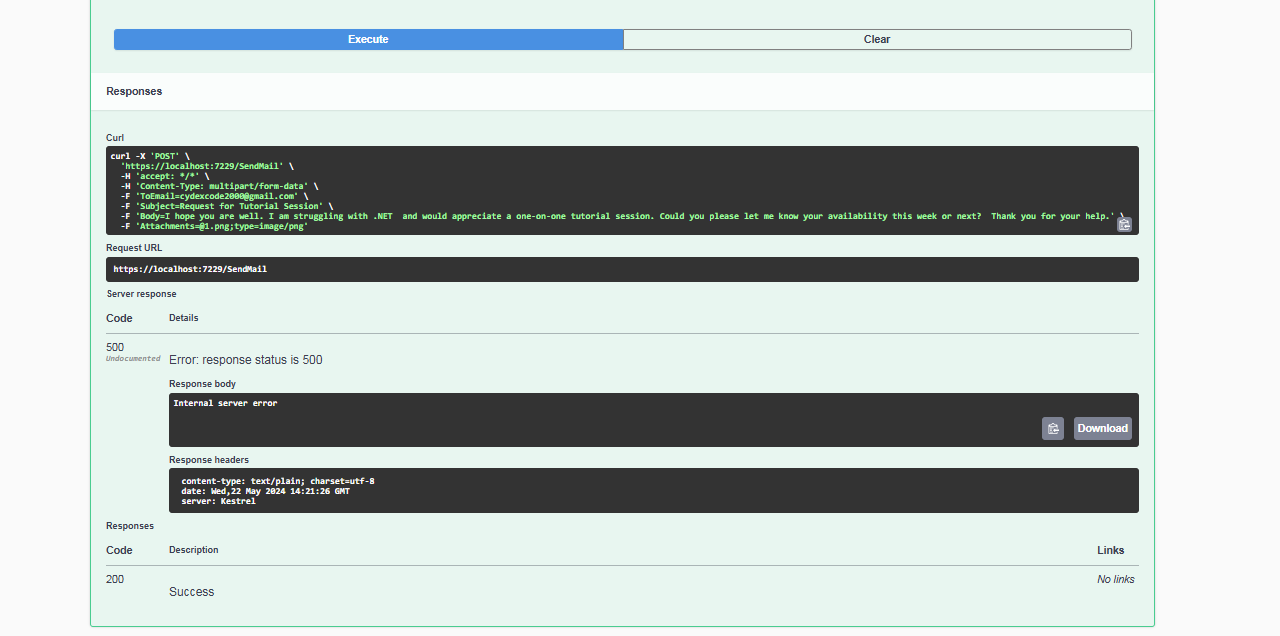 Execute
Clear
Responses
Curl
curl -X 'POST' \
'https://localhost:7229/SendMail' \
-H 'accept: */*' \
-H 'Content-Type: multipart/form-data' \
-F 'ToEmail=cydexcode2000@gmail.com' \
-F 'Subject=Request for Tutorial Session' \
-F 'Body=I hope you are well. I am struggling with .NET  and would appreciate a one-on-one tutorial session. Could you please let me know your availability this week or next?  Thank you for your help.' \
-F 'Attachments=@1.png;type=image/png'
Request URL
https://localhost:7229/SendMail
Server response
Code
Details
500
Undocumented
Error: response status is 500
Response body
Internal server error
Download
Response headers
content-type: text/plain; charset=utf-8
date: Wed,22 May 2024 14:21:26 GMT
server: Kestrel
Responses
Code
Description
Links
200
Success
No links